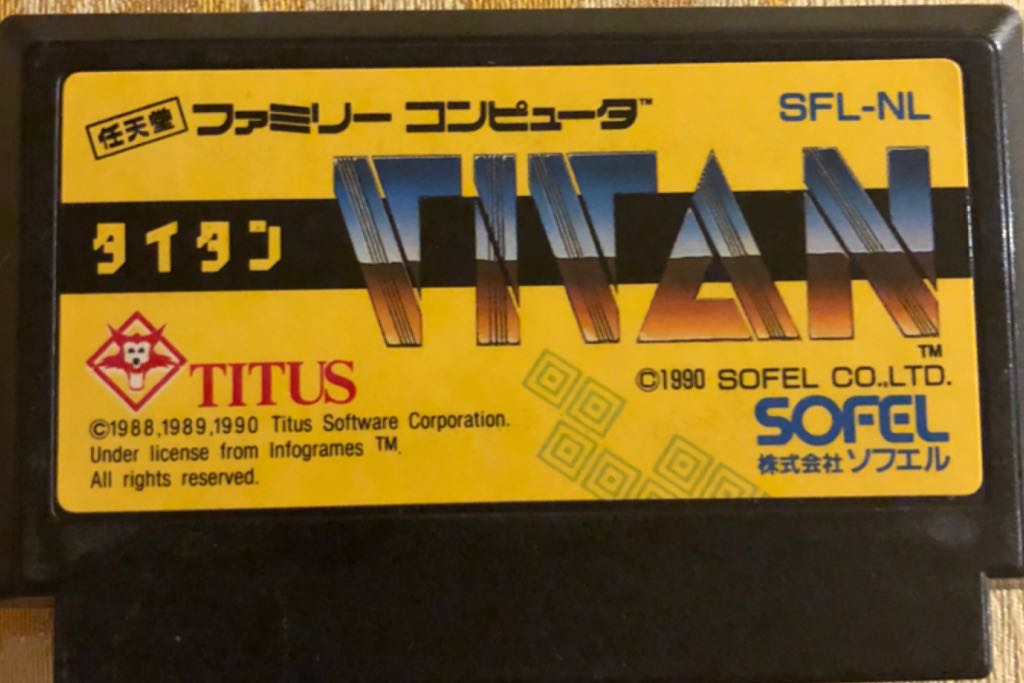 任天堂 ファミリー コンピュータ™
SFL-NL
タイタン
TITAN
™
TITUS
©1988,1989,1990 Titus Software Corporation.
Under license from Infogrames ™.
All rights reserved.
©1990 SOFEL CO.,LTD.
SOFEL
株式会社 ソフエル